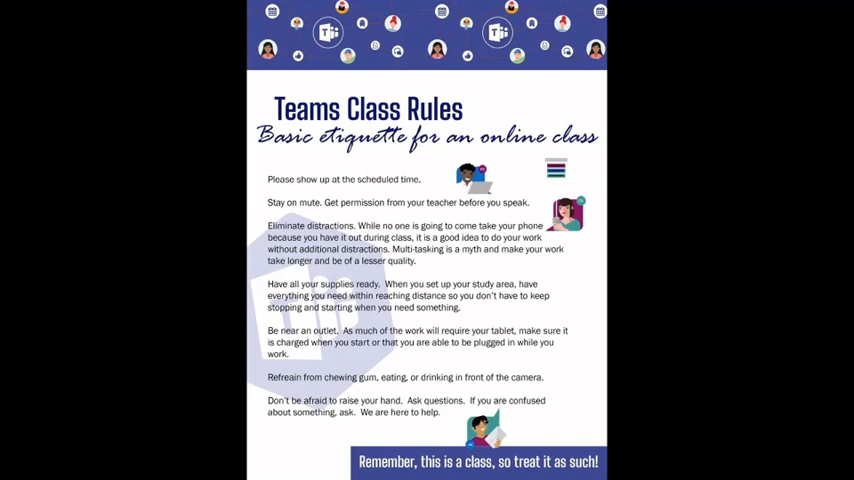 Teams Class Rules
Basic etiquette for an online class
Please show up at the scheduled time.
Stay on mute. Get permission from your teacher before you speak.
Eliminate distractions. While no one is going to come take your phone
because you have it out during class, it is a good idea to do your work
without additional distractions. Multi-tasking is a myth and make your work
take longer and be of a lesser quality.
Have all your supplies ready. When you set up your study area, have
everything you need within reaching distance so you don't have to keep
stopping and starting when you need something.
Be near an outlet. As much of the work will require your tablet, make sure it
is charged when you start or that you are able to be plugged in while you
work.
Refreain from chewing gum, eating, or drinking in front of the camera.
Don't be afraid to raise your hand. Ask questions. If you are confused
about something, ask. We are here to help.
Remember, this is a class, so treat it as such!